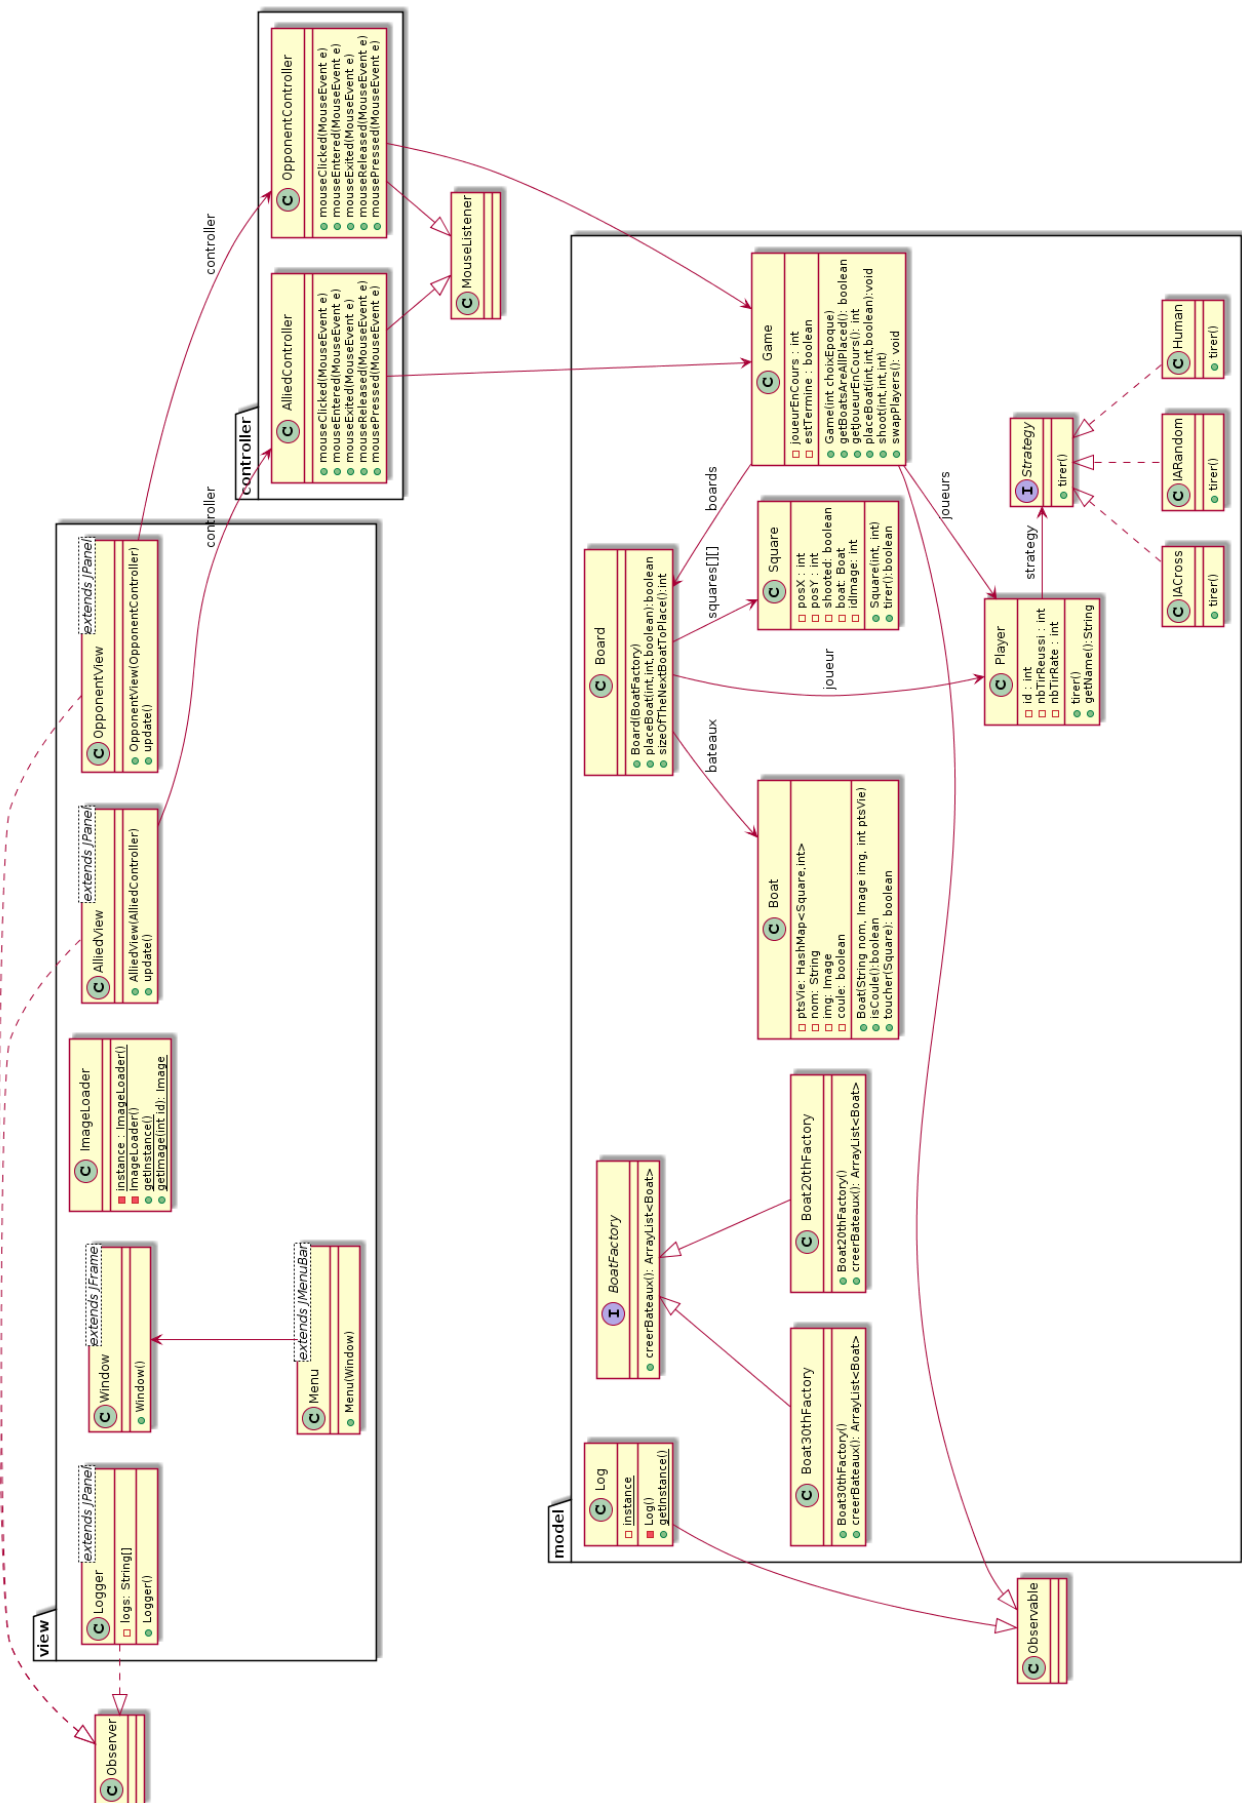 view
Observer
Logger
extends JPanel
logs: String[]
Logger()
Window
extends JFrame
Window()
Menu
extends JMenuBar
Menu(Window)
ImageLoader
instance : ImageLoader()
ImageLoader()
getInstance()
getImage(int id): Image
AlliedView
extends JPanel
AlliedView(AlliedController)
update()
OpponentView
extends JPanel
OpponentView(OpponentController)
update()
controller
controller
controller
AlliedController
mouseClicked(MouseEvent e)
mouseEntered(MouseEvent e)
mouseExited(MouseEvent e)
mouseReleased(MouseEvent e)
mousePressed(MouseEvent e)
OpponentController
mouseClicked(MouseEvent e)
mouseEntered(MouseEvent e)
mouseExited(MouseEvent e)
mouseReleased(MouseEvent e)
mousePressed(MouseEvent e)
MouseListener
model
Log
instance
Log()
getInstance()
BoatFactory
creerBateaux(): ArrayList<Boat>
Boat30thFactory
Boat30thFactory()
creerBateaux(): ArrayList<Boat>
Boat20thFactory
Boat20thFactory()
creerBateaux(): ArrayList<Boat>
Board
Board(BoatFactory)
placeBoat(int,int,boolean):boolean
sizeOfTheNextBoatToPlace():int
bateaux
joueur
squares[][]
boards
Boat
ptsVie: HashMap<Square,int>
nom: String
img: Image
coule: boolean
Boat(String nom, Image img, int ptsVie)
isCoule():boolean
toucher(Square): boolean
Square
posX : int
posY : int
shooted: boolean
boat: Boat
idImage: int
Square(int, int)
tirer():boolean
Game
joueurEnCours : int
estTermine : boolean
Game(int choixEpoque)
getBoatsAreAllPlaced(): boolean
getJoueurEnCours(): int
placeBoat(int,int,boolean):void
shoot(int,int)
swapPlayers(): void
joueurs
Player
id : int
nbTirReussi : int
nbTirRate : int
tirer()
getName():String
strategy
Strategy
tirer()
IACross
tirer()
IARandom
tirer()
Human
tirer()
Observable